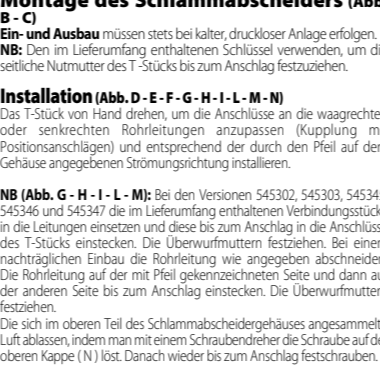 Montage des Schlammabscheiders (Abb.
B - C)
Ein- und Ausbau müssen stets bei kalter, druckloser Anlage erfolgen.
NB: Den im Lieferumfang enthaltenen Schlüssel verwenden, um di
seitliche Nutmutter des T -Stücks bis zum Anschlag festzuziehen.
Installation (Abb. D - E - F - G - H - I - L - M - N)
Das T-Stück von Hand drehen, um die Anschlüsse an die waagrechte
oder senkrechten Rohrleitungen anzupassen (Kupplung m
Positionsanschlägen) und entsprechend der durch den Pfeil auf der
Gehäuse angegebenen Strömungsrichtung installieren.
NB (Abb. G - H - I - L - M): Bei den Versionen 545302, 545303, 54534
545346 und 545347 die im Lieferumfang enthaltenen Verbindungsstück
in die Leitungen einsetzen und diese bis zum Anschlag in die Anschlüss
des T-Stücks einstecken. Die Überwurfmuttern festziehen. Bei einer
nachträglichen Einbau die Rohrleitung wie angegeben abschneider
Die Rohrleitung auf der mit Pfeil gekennzeichneten Seite und dann au
der anderen Seite bis zum Anschlag einstecken. Die Überwurfmutter
festziehen.
Die sich im oberen Teil des Schlammabscheidergehäuses angesammelt
Luft ablassen, indem man mit einem Schraubendreher die Schraube auf de
oberen Kappe ( N ) löst. Danach wieder bis zum Anschlag festschrauben.